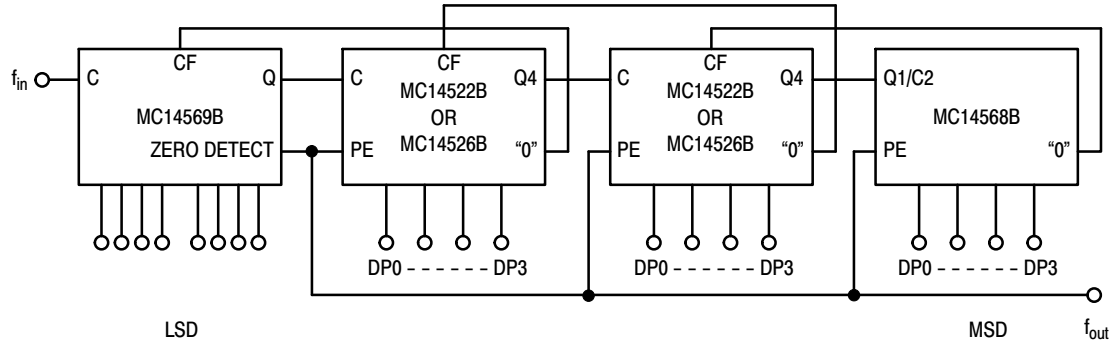 CF CF CF
f_in C Q C Q4 C Q4 Q1/C2
MC14522B MC14522B
MC14569B OR OR MC14568B
MC14526B MC14526B
ZERO DETECT PE "0" PE "0" PE "0"
DP0 - - - - - - DP3 DP0 - - - - - - DP3 DP0 - - - - - - DP3
LSD MSD f_out